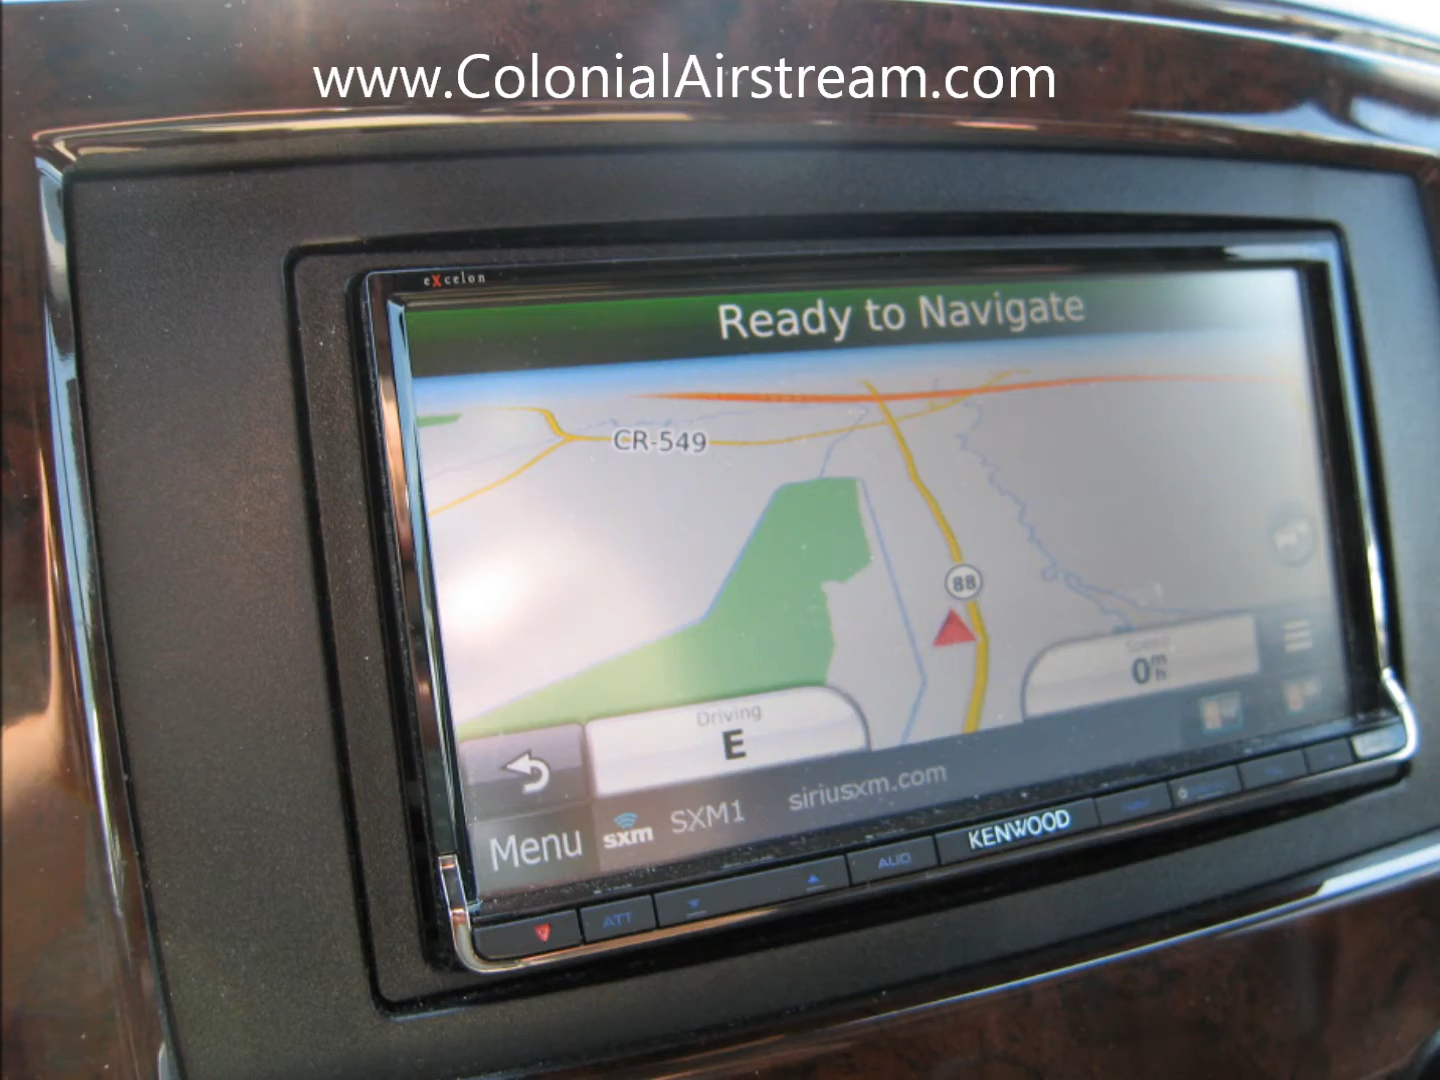 www.ColonialAirstream.com
eXcelon
Ready to Navigate
CR-549
88
Speed
0 m h
Driving
E
Menu
sxm SXM1 siriusxm.com
KENWOOD
ATT
AUD